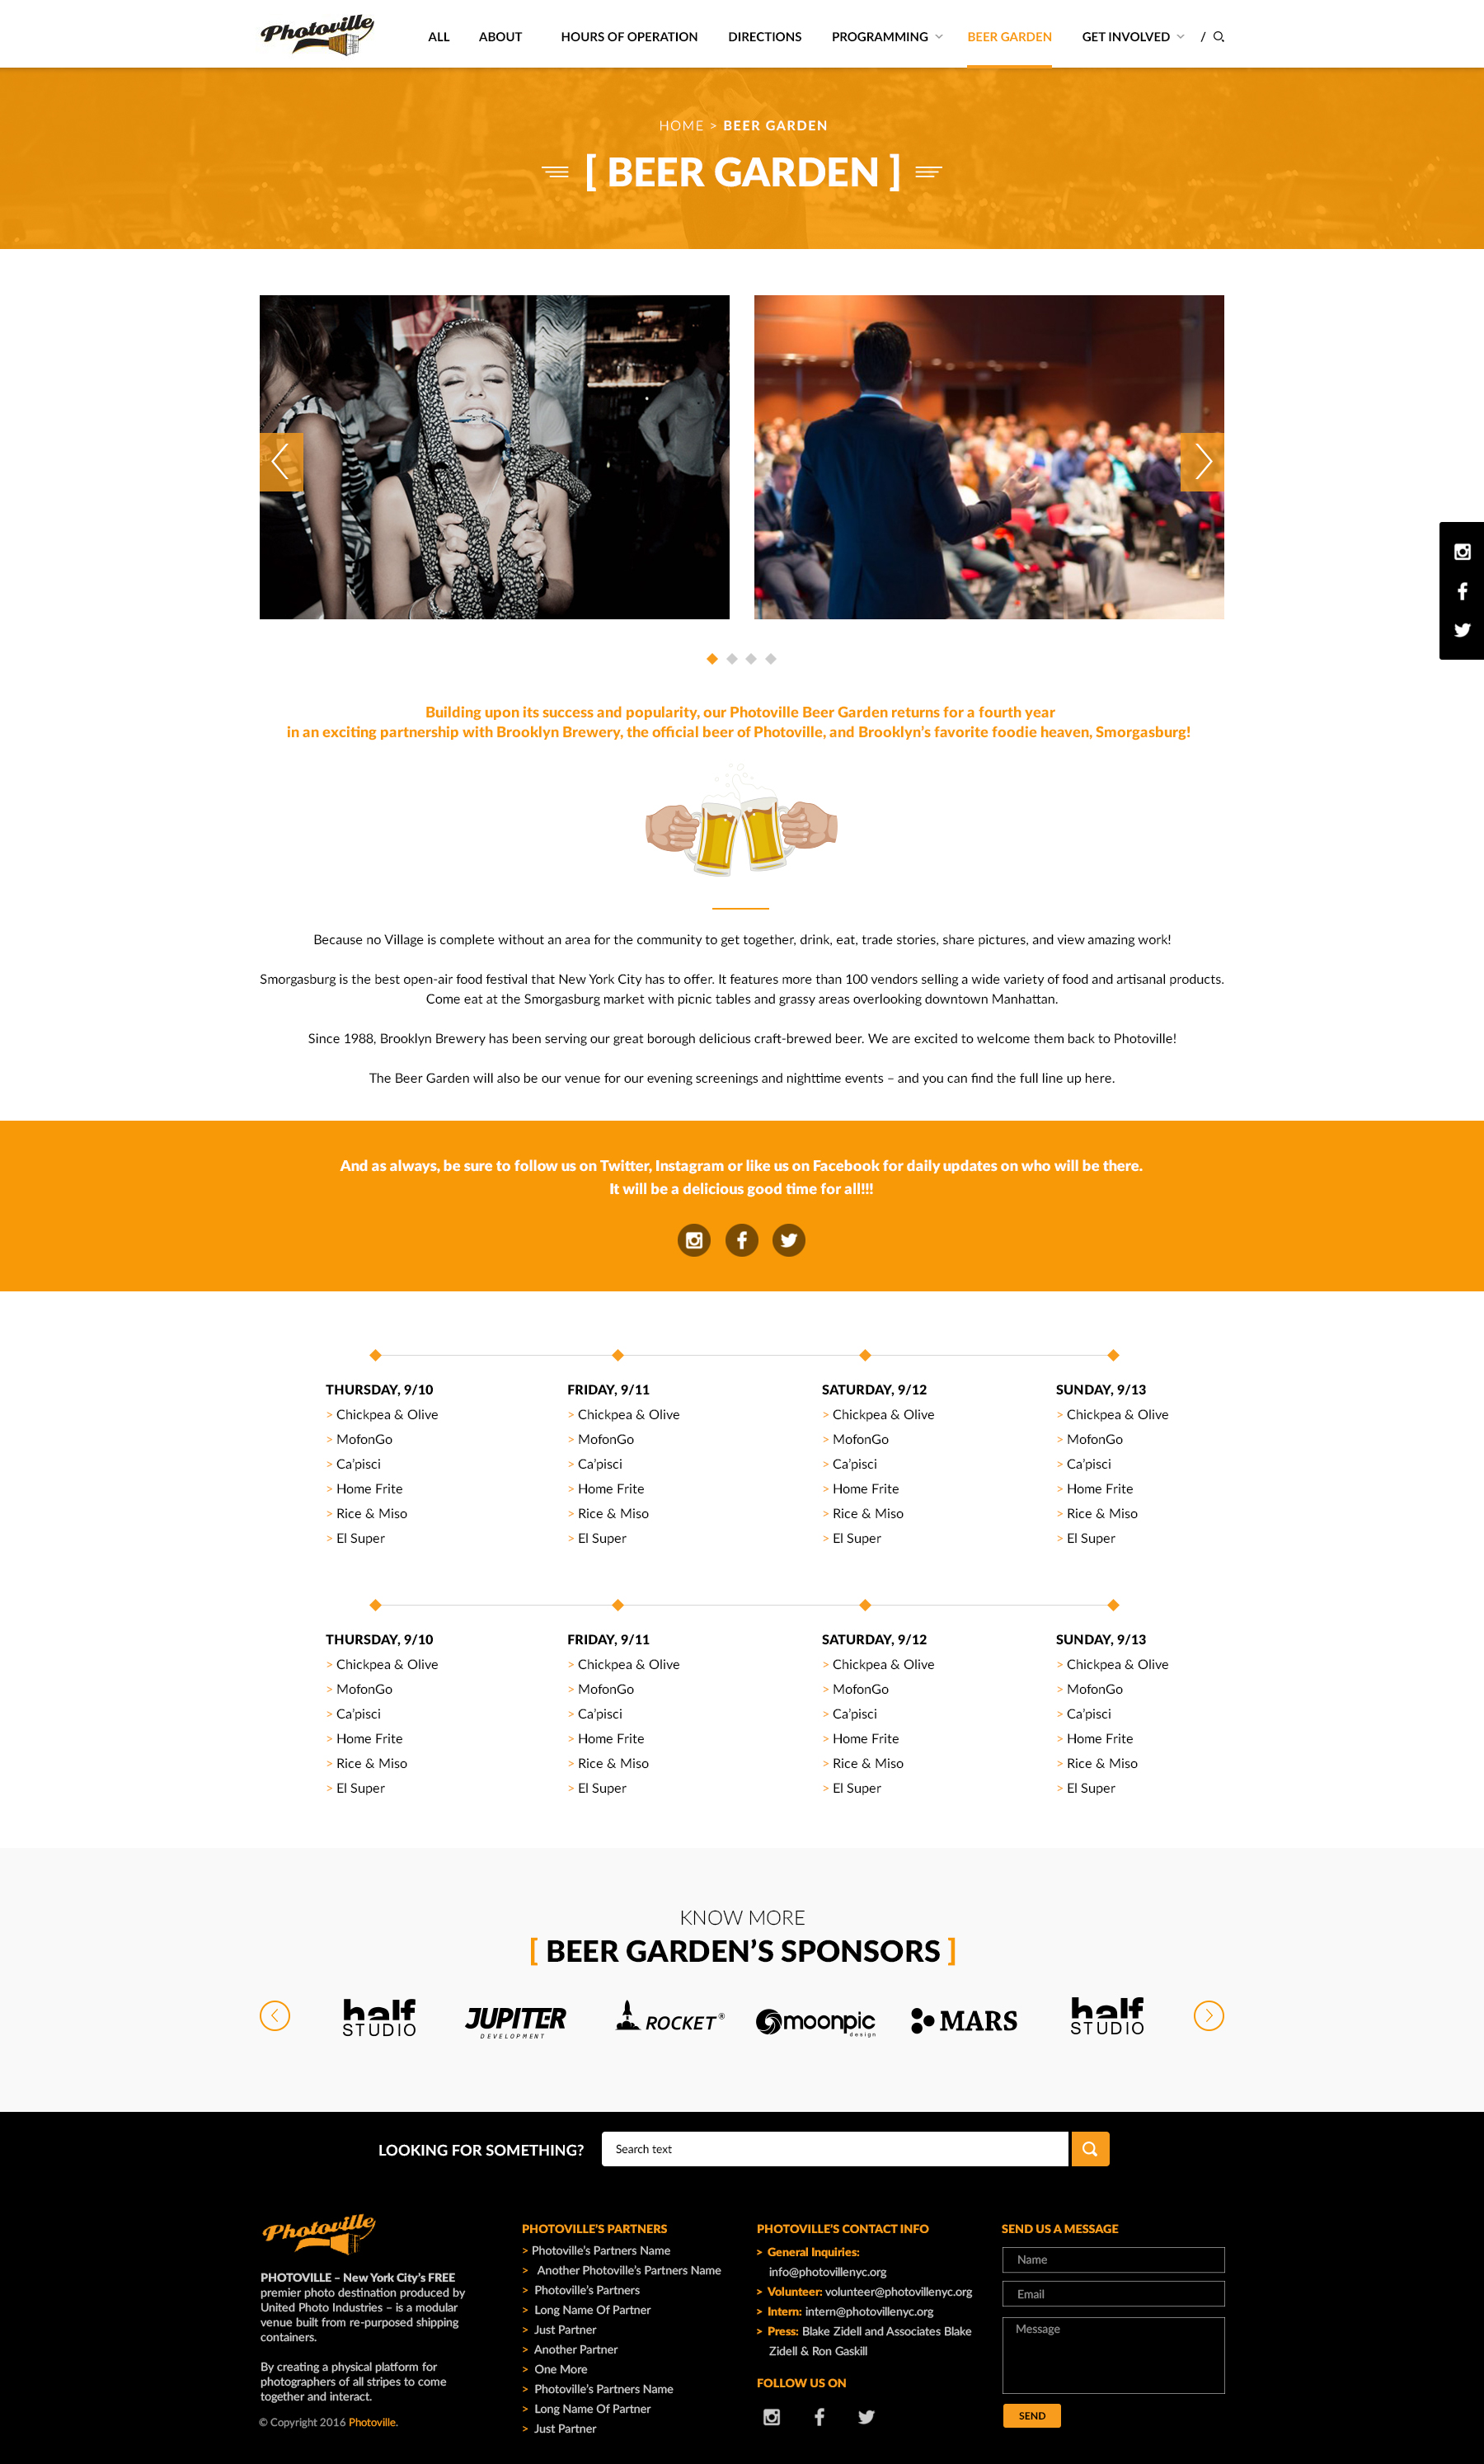 Photoville
ALL ABOUT HOURS OF OPERATION DIRECTIONS PROGRAMMING BEER GARDEN GET INVOLVED /
HOME > BEER GARDEN
[ BEER GARDEN ]
Building upon its success and popularity, our Photoville Beer Garden returns for a fourth year
in an exciting partnership with Brooklyn Brewery, the official beer of Photoville, and Brooklyn's favorite foodie heaven, Smorgasburg!
Because no Village is complete without an area for the community to get together, drink, eat, trade stories, share pictures, and view amazing work!
Smorgasburg is the best open-air food festival that New York City has to offer. It features more than 100 vendors selling a wide variety of food and artisanal products.
Come eat at the Smorgasburg market with picnic tables and grassy areas overlooking downtown Manhattan.
Since 1988, Brooklyn Brewery has been serving our great borough delicious craft-brewed beer. We are excited to welcome them back to Photoville!
The Beer Garden will also be our venue for our evening screenings and nighttime events – and you can find the full line up here.
And as always, be sure to follow us on Twitter, Instagram or like us on Facebook for daily updates on who will be there.
It will be a delicious good time for all!!!
THURSDAY, 9/10
> Chickpea & Olive
> MofonGo
> Ca'pisci
> Home Frite
> Rice & Miso
> El Super
FRIDAY, 9/11
> Chickpea & Olive
> MofonGo
> Ca'pisci
> Home Frite
> Rice & Miso
> El Super
SATURDAY, 9/12
> Chickpea & Olive
> MofonGo
> Ca'pisci
> Home Frite
> Rice & Miso
> El Super
SUNDAY, 9/13
> Chickpea & Olive
> MofonGo
> Ca'pisci
> Home Frite
> Rice & Miso
> El Super
THURSDAY, 9/10
> Chickpea & Olive
> MofonGo
> Ca'pisci
> Home Frite
> Rice & Miso
> El Super
FRIDAY, 9/11
> Chickpea & Olive
> MofonGo
> Ca'pisci
> Home Frite
> Rice & Miso
> El Super
SATURDAY, 9/12
> Chickpea & Olive
> MofonGo
> Ca'pisci
> Home Frite
> Rice & Miso
> El Super
SUNDAY, 9/13
> Chickpea & Olive
> MofonGo
> Ca'pisci
> Home Frite
> Rice & Miso
> El Super
KNOW MORE
[ BEER GARDEN'S SPONSORS ]
half
STUDIO
JUPITER
DEVELOPMENT
ROCKET®
moonpic
design
MARS
half
STUDIO
LOOKING FOR SOMETHING?
Search text
Photoville
PHOTOVILLE – New York City's FREE
premier photo destination produced by
United Photo Industries – is a modular
venue built from re-purposed shipping
containers.
By creating a physical platform for
photographers of all stripes to come
together and interact.
© Copyright 2016 Photoville.
PHOTOVILLE'S PARTNERS
> Photoville's Partners Name
> Another Photoville's Partners Name
> Photoville's Partners
> Long Name Of Partner
> Just Partner
> Another Partner
> One More
> Photoville's Partners Name
> Long Name Of Partner
> Just Partner
PHOTOVILLE'S CONTACT INFO
> General Inquiries:
info@photovillenyc.org
> Volunteer: volunteer@photovillenyc.org
> Intern: intern@photovillenyc.org
> Press: Blake Zidell and Associates Blake
Zidell & Ron Gaskill
FOLLOW US ON
SEND US A MESSAGE
Name
Email
Message
SEND